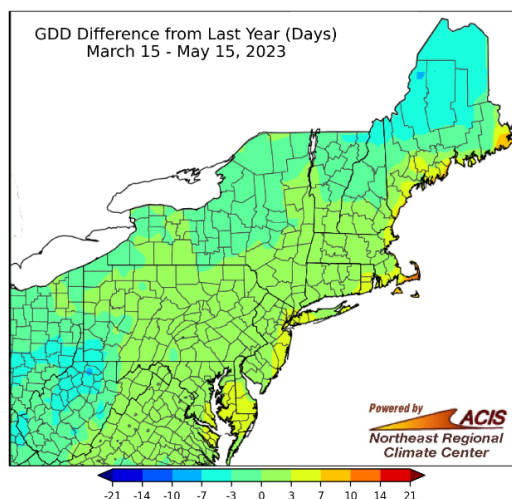 GDD Difference from Last Year (Days)
March 15 - May 15, 2023
Powered by
ACIS
Northeast Regional
Climate Center
-21 -14 -10 -7 -3 0 3 7 10 14 21